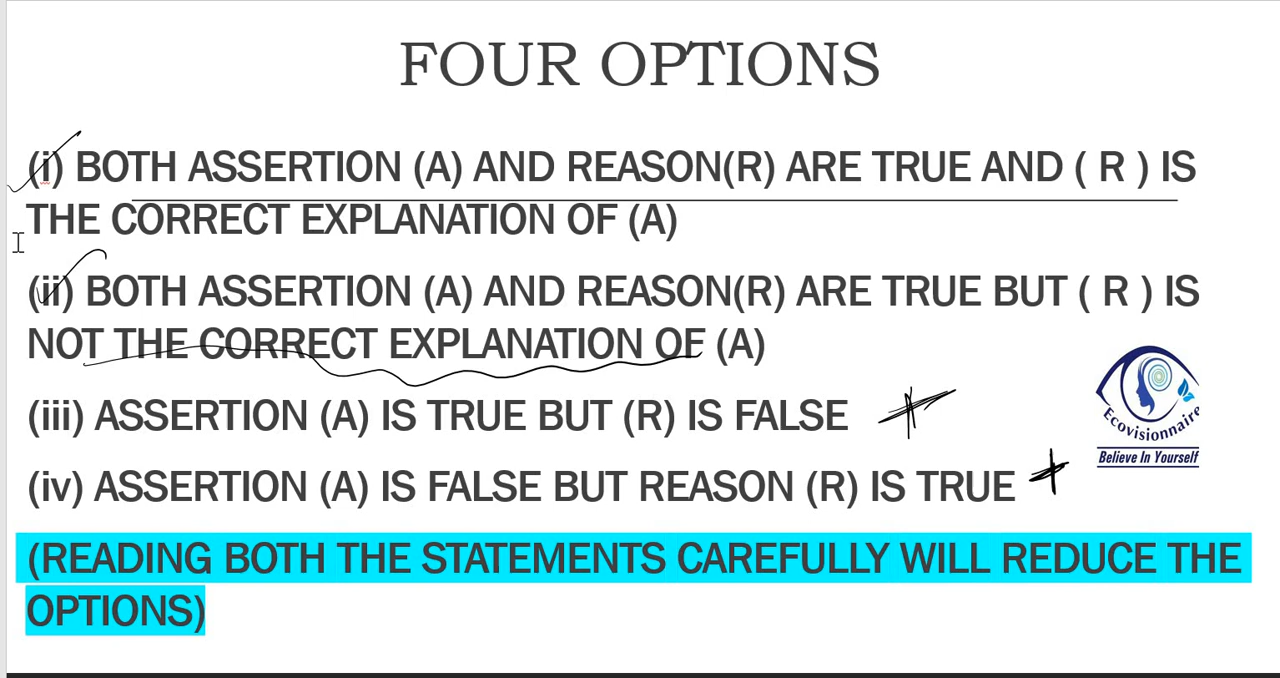 FOUR OPTIONS
(i) BOTH ASSERTION (A) AND REASON(R) ARE TRUE AND ( R ) IS
THE CORRECT EXPLANATION OF (A)
(ii) BOTH ASSERTION (A) AND REASON(R) ARE TRUE BUT ( R ) IS
NOT THE CORRECT EXPLANATION OF (A)
(iii) ASSERTION (A) IS TRUE BUT (R) IS FALSE
(iv) ASSERTION (A) IS FALSE BUT REASON (R) IS TRUE
(READING BOTH THE STATEMENTS CAREFULLY WILL REDUCE THE
OPTIONS)
Ecovisionnaire
Believe In Yourself